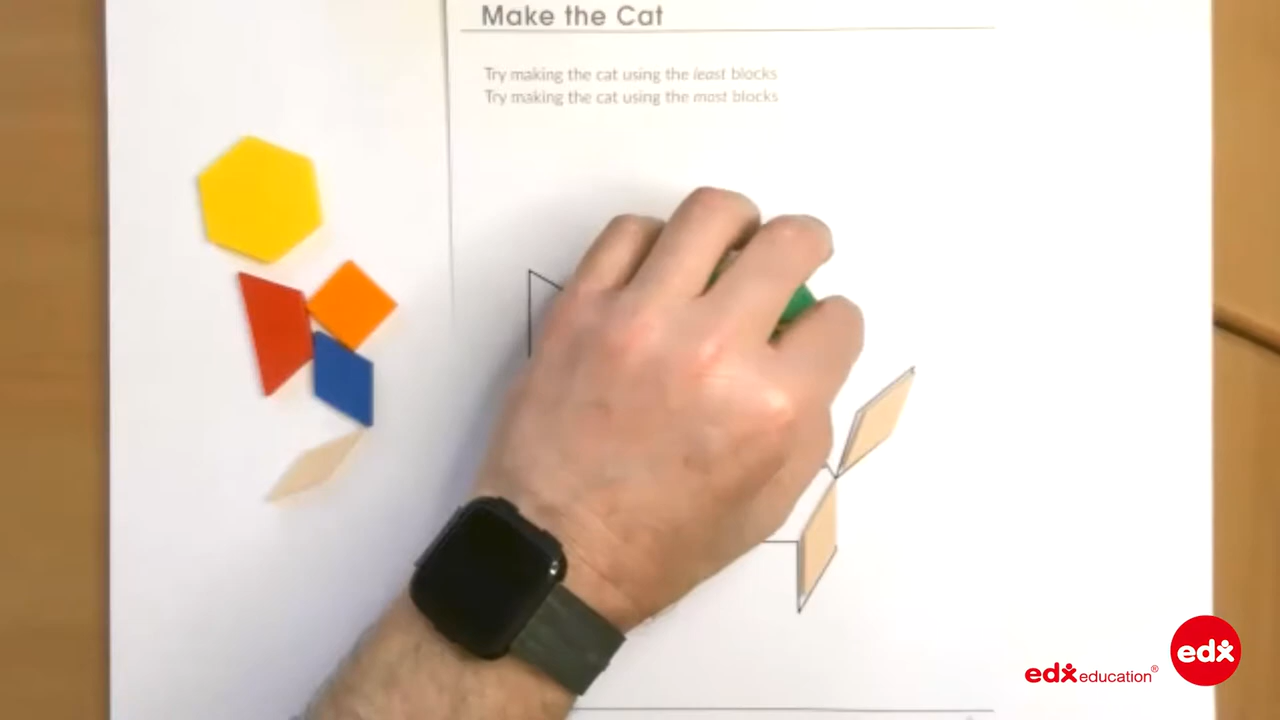 Make the Cat
Try making the cat using the least blocks
Try making the cat using the most blocks
edx
edx education®